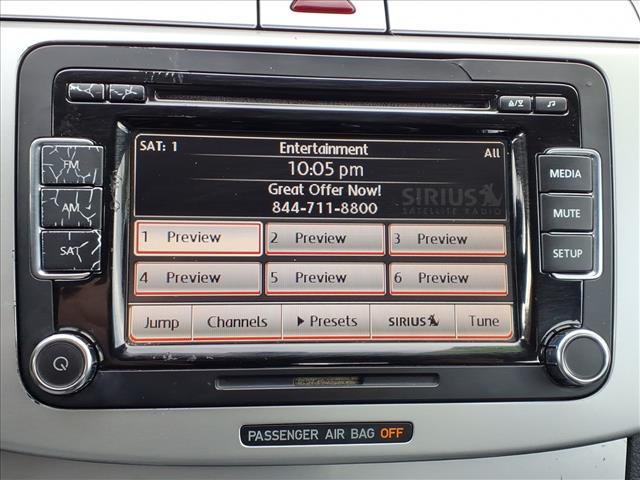 SAT: 1 Entertainment All
10:05 pm
Great Offer Now!
844-711-8800
SIRIUS
SATELLITE RADIO
1 Preview 2 Preview 3 Preview
4 Preview 5 Preview 6 Preview
Jump Channels Presets SIRIUS Tune
FM
AM
SAT
MEDIA
MUTE
SETUP
PASSENGER AIR BAG OFF